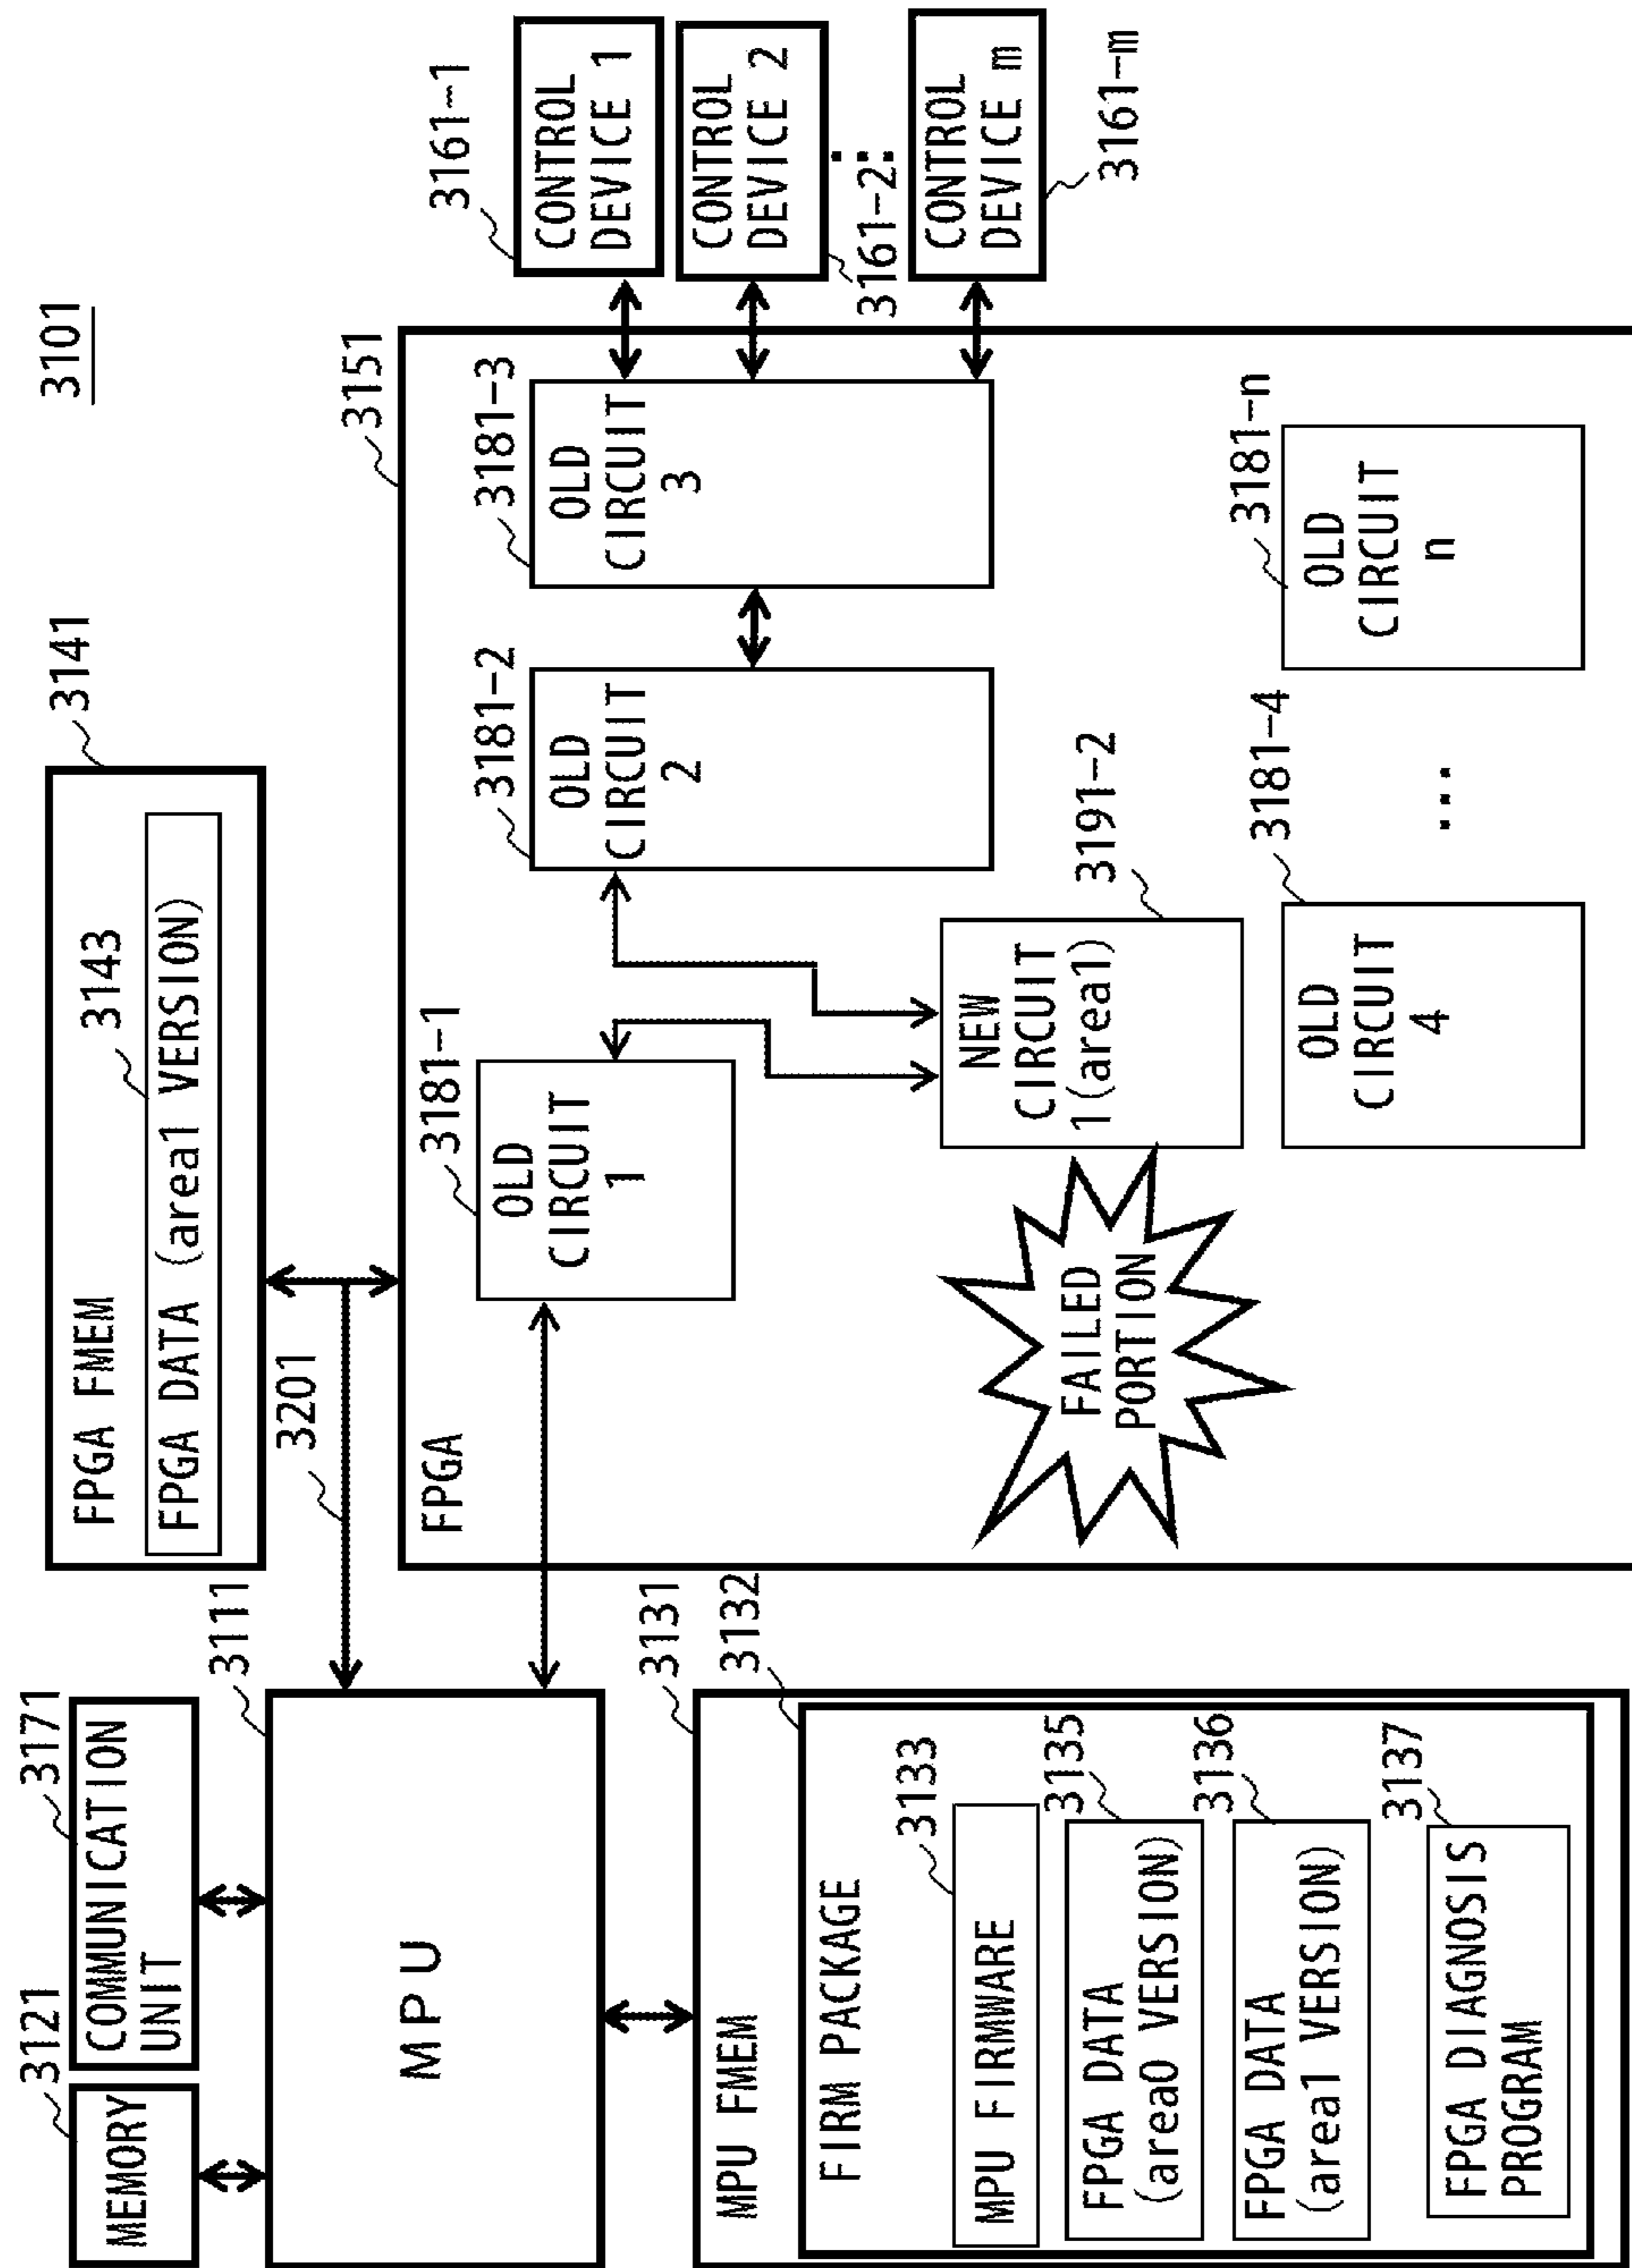 3101
MEMORY
3121
COMMUNICATION
UNIT
3171
MPU
3111
3201
FPGA FMEM
3141
FPGA DATA (area1 VERSION)
3143
MPU FMEM
3131
FIRM PACKAGE
3132
MPU FIRMWARE
3133
FPGA DATA
(area0 VERSION)
3135
FPGA DATA
(area1 VERSION)
3136
FPGA DIAGNOSIS
PROGRAM
3137
FPGA
3151
OLD
CIRCUIT
1
3181-1
OLD
CIRCUIT
2
3181-2
OLD
CIRCUIT
3
3181-3
FAILED
PORTION
NEW
CIRCUIT
1(area1)
3191-2
OLD
CIRCUIT
4
3181-4
...
OLD
CIRCUIT
n
3181-n
CONTROL
DEVICE 1
3161-1
CONTROL
DEVICE 2
3161-2
CONTROL
DEVICE m
3161-m